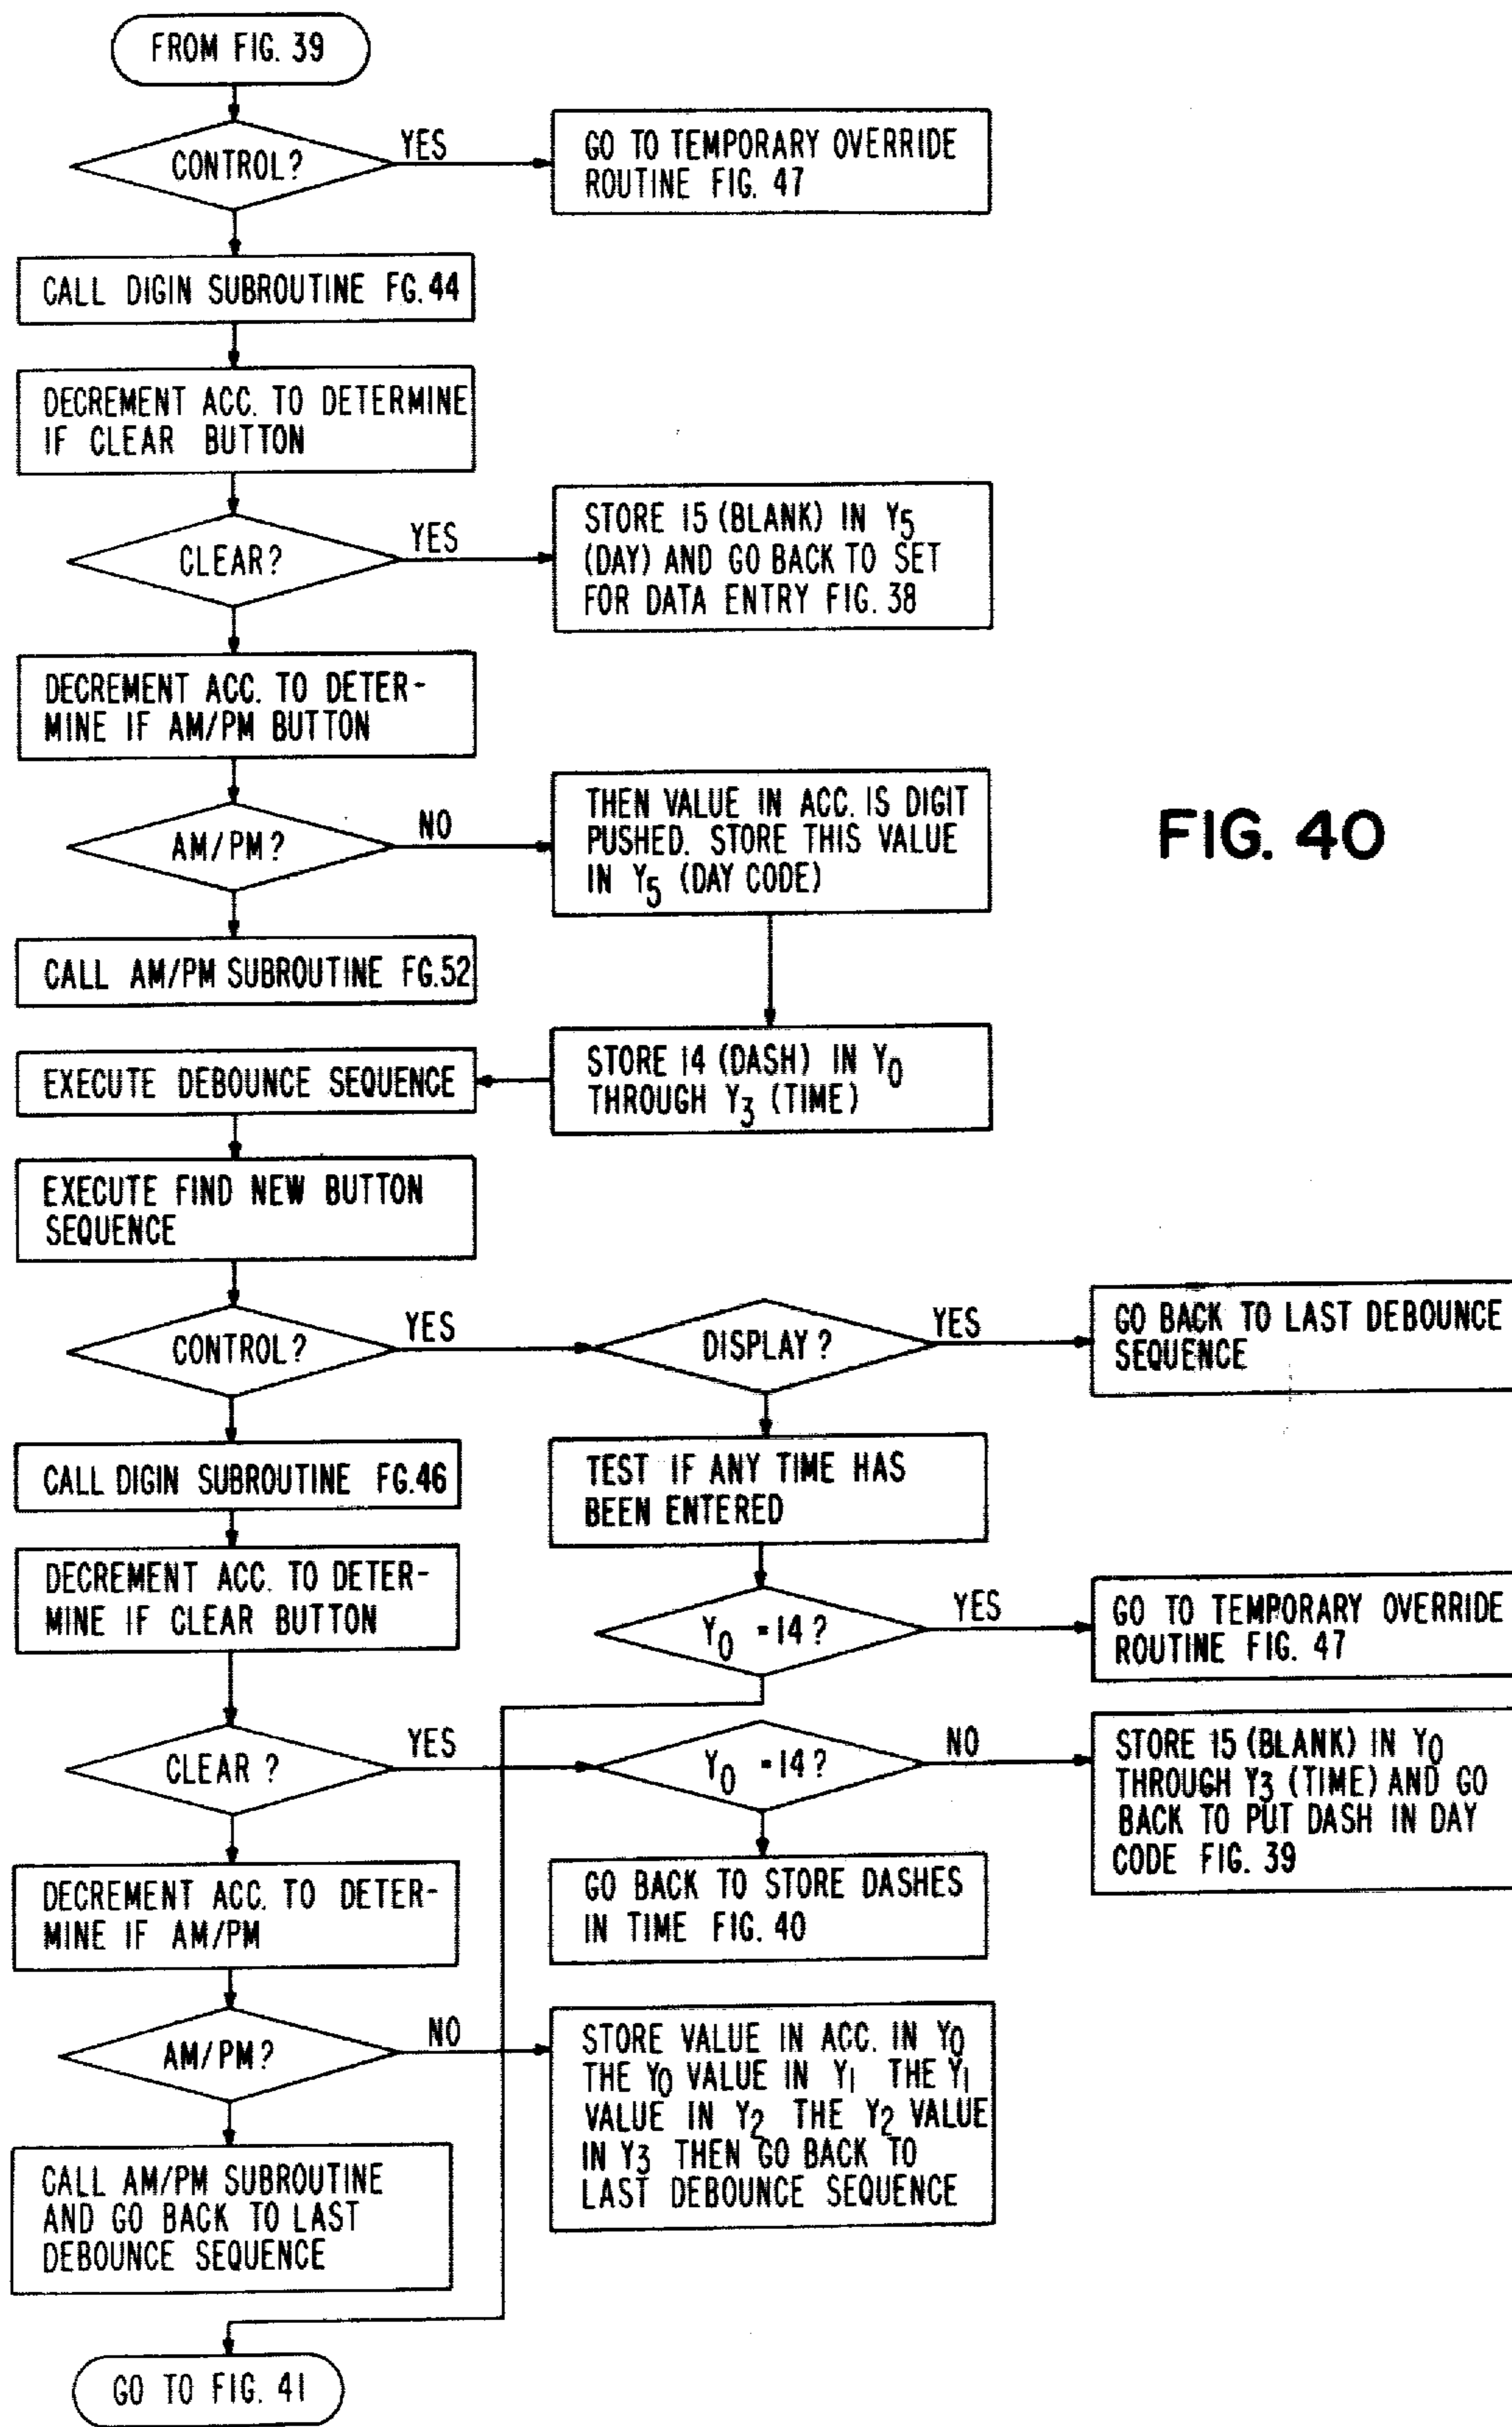 FROM FIG. 39
CONTROL?
YES
GO TO TEMPORARY OVERRIDE
ROUTINE FIG. 47
CALL DIGIN SUBROUTINE FG.44
DECREMENT ACC. TO DETERMINE
IF CLEAR BUTTON
CLEAR?
YES
STORE 15 (BLANK) IN Y5
(DAY) AND GO BACK TO SET
FOR DATA ENTRY FIG. 38
DECREMENT ACC. TO DETER-
MINE IF AM/PM BUTTON
AM/PM?
NO
THEN VALUE IN ACC. IS DIGIT
PUSHED. STORE THIS VALUE
IN Y5 (DAY CODE)
FIG. 40
CALL AM/PM SUBROUTINE FG.52
STORE 14 (DASH) IN Y0
THROUGH Y3 (TIME)
EXECUTE DEBOUNCE SEQUENCE
EXECUTE FIND NEW BUTTON
SEQUENCE
CONTROL?
YES
DISPLAY?
YES
GO BACK TO LAST DEBOUNCE
SEQUENCE
CALL DIGIN SUBROUTINE FG.46
TEST IF ANY TIME HAS
BEEN ENTERED
DECREMENT ACC. TO DETER-
MINE IF CLEAR BUTTON
Y0 = 14?
YES
GO TO TEMPORARY OVERRIDE
ROUTINE FIG. 47
CLEAR ?
YES
Y0 = 14?
NO
STORE 15 (BLANK) IN Y0
THROUGH Y3 (TIME) AND GO
BACK TO PUT DASH IN DAY
CODE FIG. 39
DECREMENT ACC. TO DETER-
MINE IF AM/PM
GO BACK TO STORE DASHES
IN TIME FIG. 40
AM/PM?
NO
STORE VALUE IN ACC. IN Y0
THE Y0 VALUE IN Y1 THE Y1
VALUE IN Y2 THE Y2 VALUE
IN Y3 THEN GO BACK TO
LAST DEBOUNCE SEQUENCE
CALL AM/PM SUBROUTINE
AND GO BACK TO LAST
DEBOUNCE SEQUENCE
GO TO FIG. 41